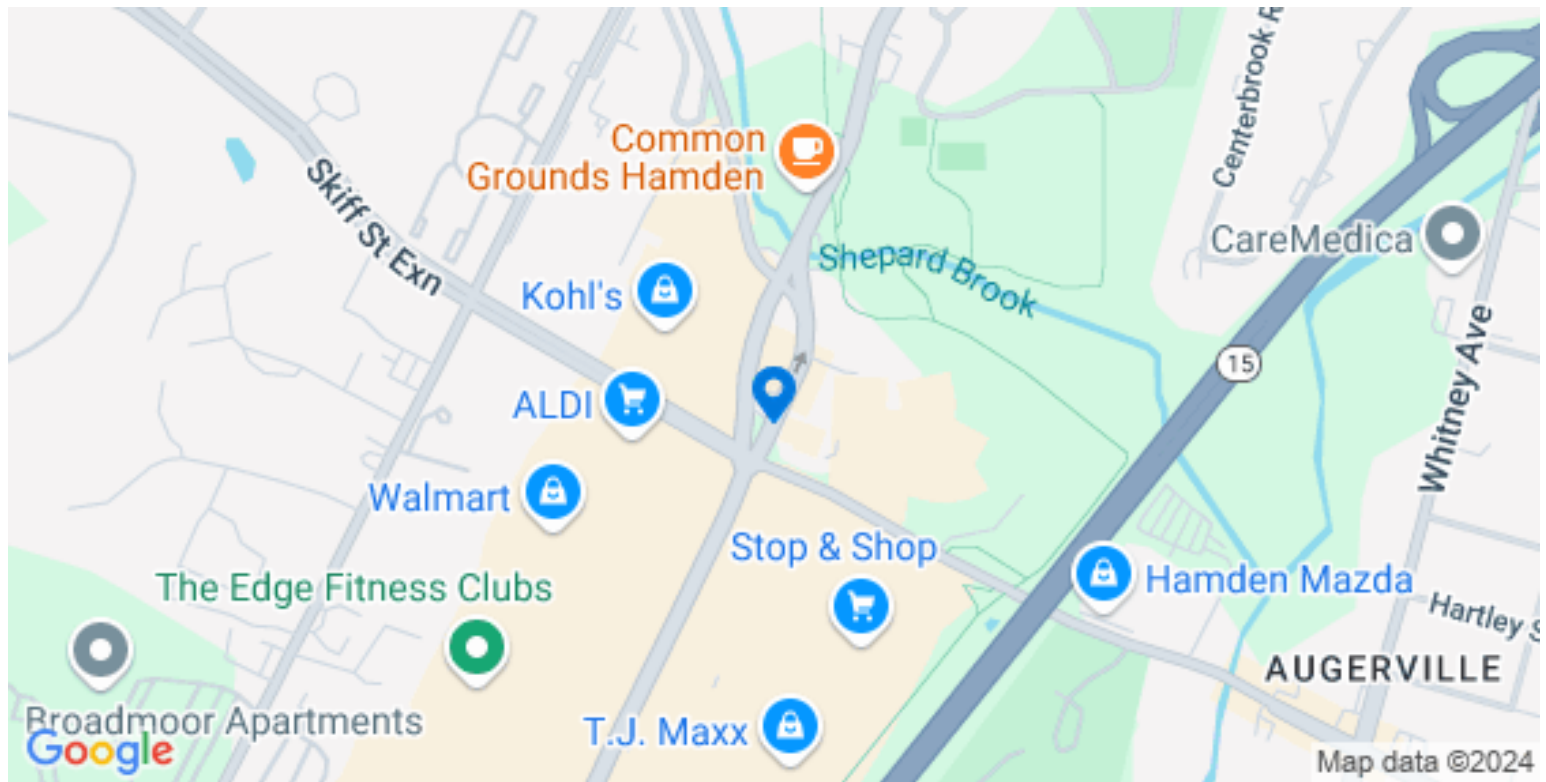 Common
Grounds Hamden
Centerbrook R
Skiff St Exn
Shepard Brook
CareMedica
Kohl's
15
Whitney Ave
ALDI
Walmart
Stop & Shop
The Edge Fitness Clubs
Hamden Mazda
Hartley S
AUGERVILLE
Broadmoor Apartments
T.J. Maxx
Google
Map data ©2024